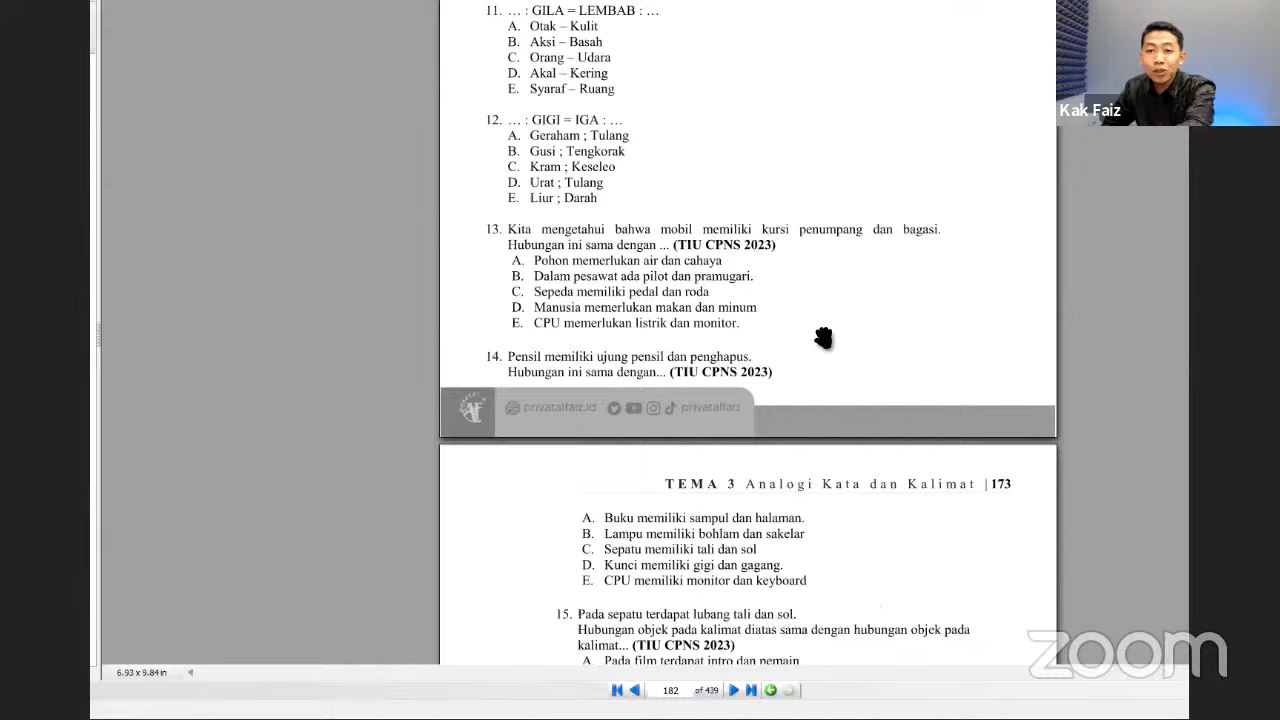 11. … : GILA = LEMBAB : …
A. Otak – Kulit
B. Aksi – Basah
C. Orang – Udara
D. Akal – Kering
E. Syaraf – Ruang
12. … : GIGI = IGA : …
A. Geraham ; Tulang
B. Gusi ; Tengkorak
C. Kram ; Keseleo
D. Urat ; Tulang
E. Liur ; Darah
13. Kita mengetahui bahwa mobil memiliki kursi penumpang dan bagasi.
Hubungan ini sama dengan ... (TIU CPNS 2023)
A. Pohon memerlukan air dan cahaya
B. Dalam pesawat ada pilot dan pramugari.
C. Sepeda memiliki pedal dan roda
D. Manusia memerlukan makan dan minum
E. CPU memerlukan listrik dan monitor.
14. Pensil memiliki ujung pensil dan penghapus.
Hubungan ini sama dengan... (TIU CPNS 2023)
privatalfaiz.id privatalfaiz
TEMA 3 Analogi Kata dan Kalimat |173
A. Buku memiliki sampul dan halaman.
B. Lampu memiliki bohlam dan sakelar
C. Sepatu memiliki tali dan sol
D. Kunci memiliki gigi dan gagang.
E. CPU memiliki monitor dan keyboard
15. Pada sepatu terdapat lubang tali dan sol.
Hubungan objek pada kalimat diatas sama dengan hubungan objek pada
kalimat... (TIU CPNS 2023)
A. Pada film terdapat intro dan pemain
Kak Faiz
zoom
6.93 x 9.84 in
182 of 439